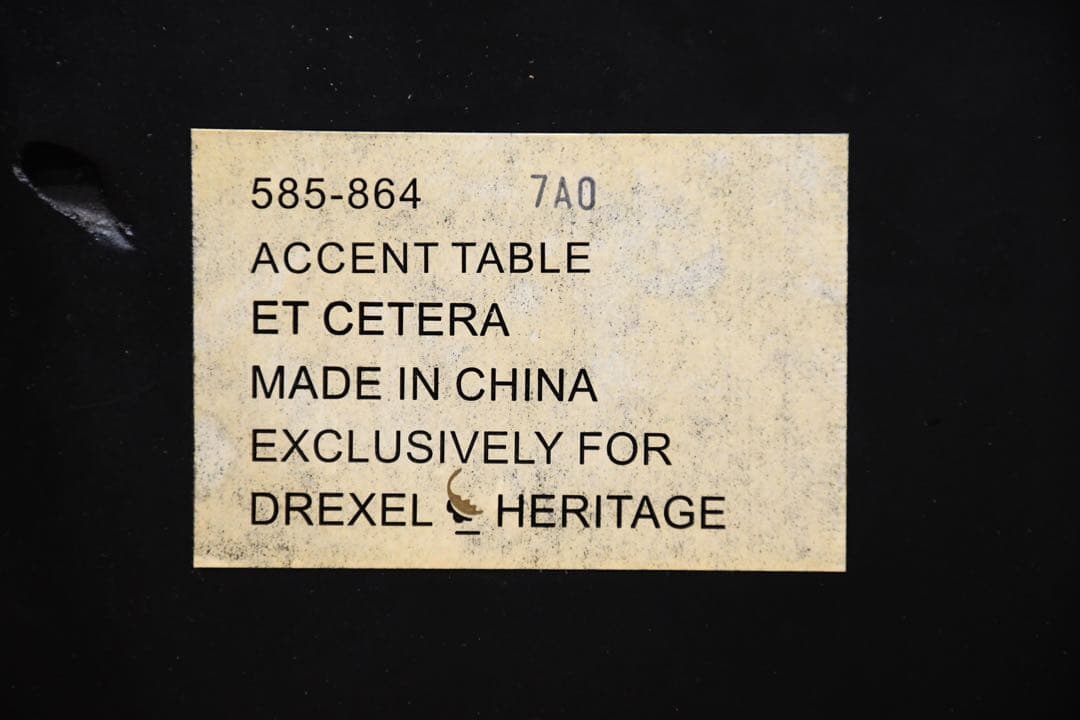 585-864 7A0
ACCENT TABLE
ET CETERA
MADE IN CHINA
EXCLUSIVELY FOR
DREXEL HERITAGE